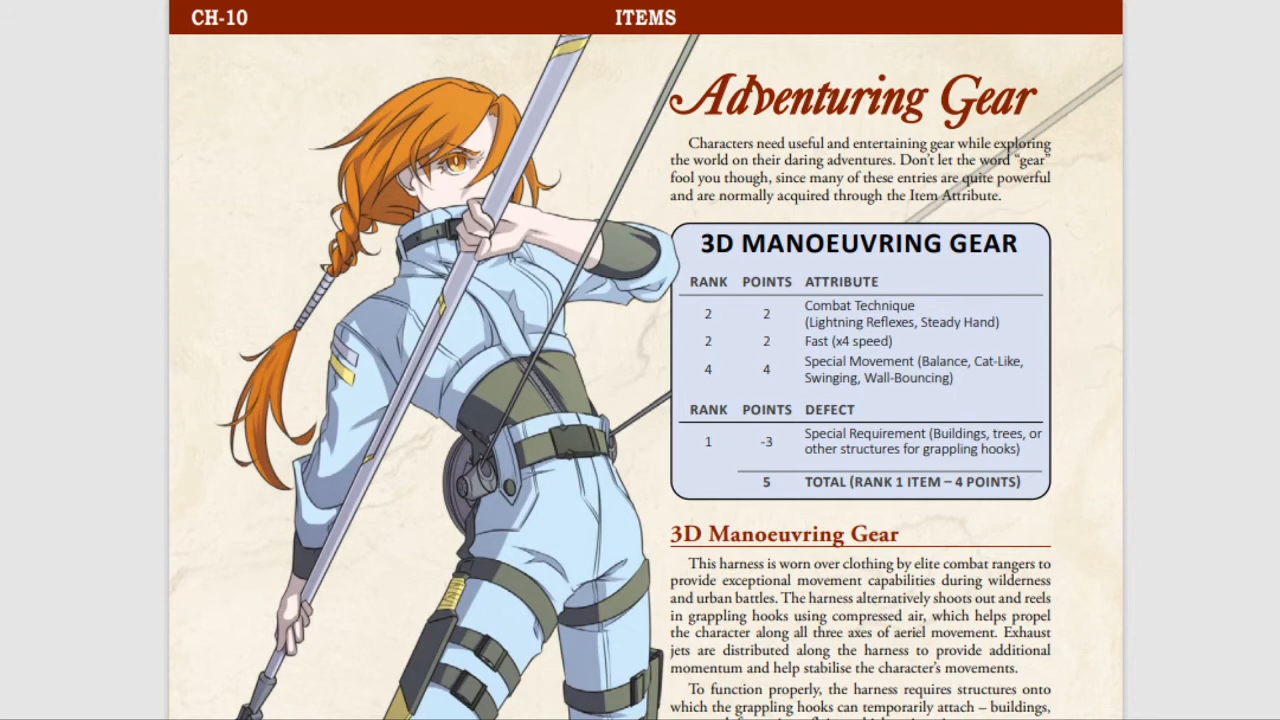 CH-10
ITEMS
Adventuring Gear
Characters need useful and entertaining gear while exploring
the world on their daring adventures. Don't let the word "gear"
fool you though, since many of these entries are quite powerful
and are normally acquired through the Item Attribute.
3D MANOEUVRING GEAR
RANK POINTS ATTRIBUTE
2 2 Combat Technique
(Lightning Reflexes, Steady Hand)
2 2 Fast (x4 speed)
4 4 Special Movement (Balance, Cat-Like,
Swinging, Wall-Bouncing)
RANK POINTS DEFECT
1 -3 Special Requirement (Buildings, trees, or
other structures for grappling hooks)
5 TOTAL (RANK 1 ITEM – 4 POINTS)
3D Manoeuvring Gear
This harness is worn over clothing by elite combat rangers to
provide exceptional movement capabilities during wilderness
and urban battles. The harness alternatively shoots out and reels
in grappling hooks using compressed air, which helps propel
the character along all three axes of aerial movement. Exhaust
jets are distributed along the harness to provide additional
momentum and help stabilise the character's movements.
To function properly, the harness requires structures onto
which the grappling hooks can temporarily attach – buildings,